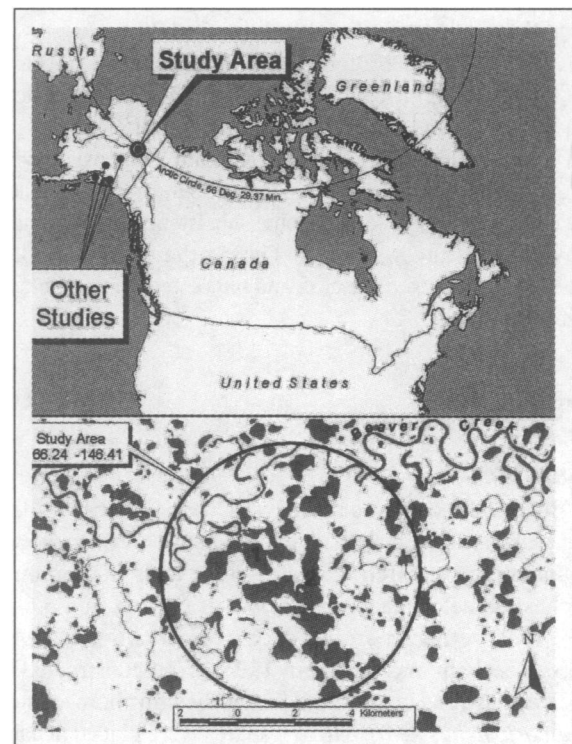 Russia
Study Area
Greenland
Arctic Circle, 66 Deg. 29.37 Min.
Canada
Other
Studies
United States
Beaver Creek
Study Area
66.24 -146.41
N
2 0 2 4 Kilometers